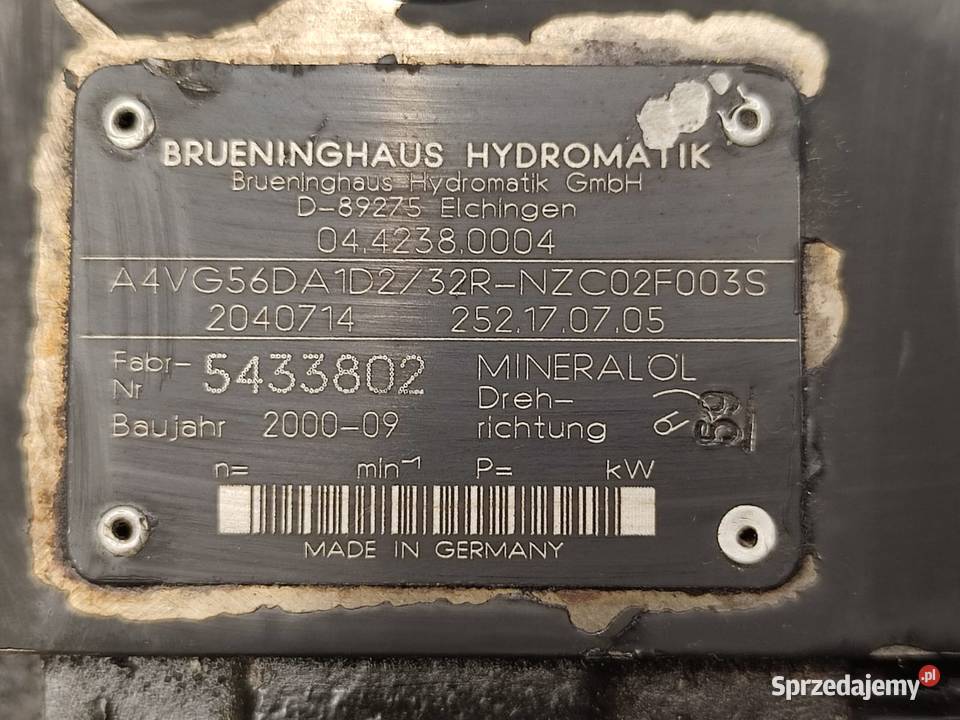 BRUENINGHAUS HYDROMATIK
Brueninghaus Hydromatik GmbH
D-89275 Elchingen
04.4238.0004
A4VG56DA1D2/32R-NZC02F003S
2040714 252.17.07.05
Fabr-Nr 5433802 MINERALÖL
Baujahr 2000-09 Dreh-richtung 59
n= min⁻¹ P= kW
MADE IN GERMANY
Sprzedajemy.pl